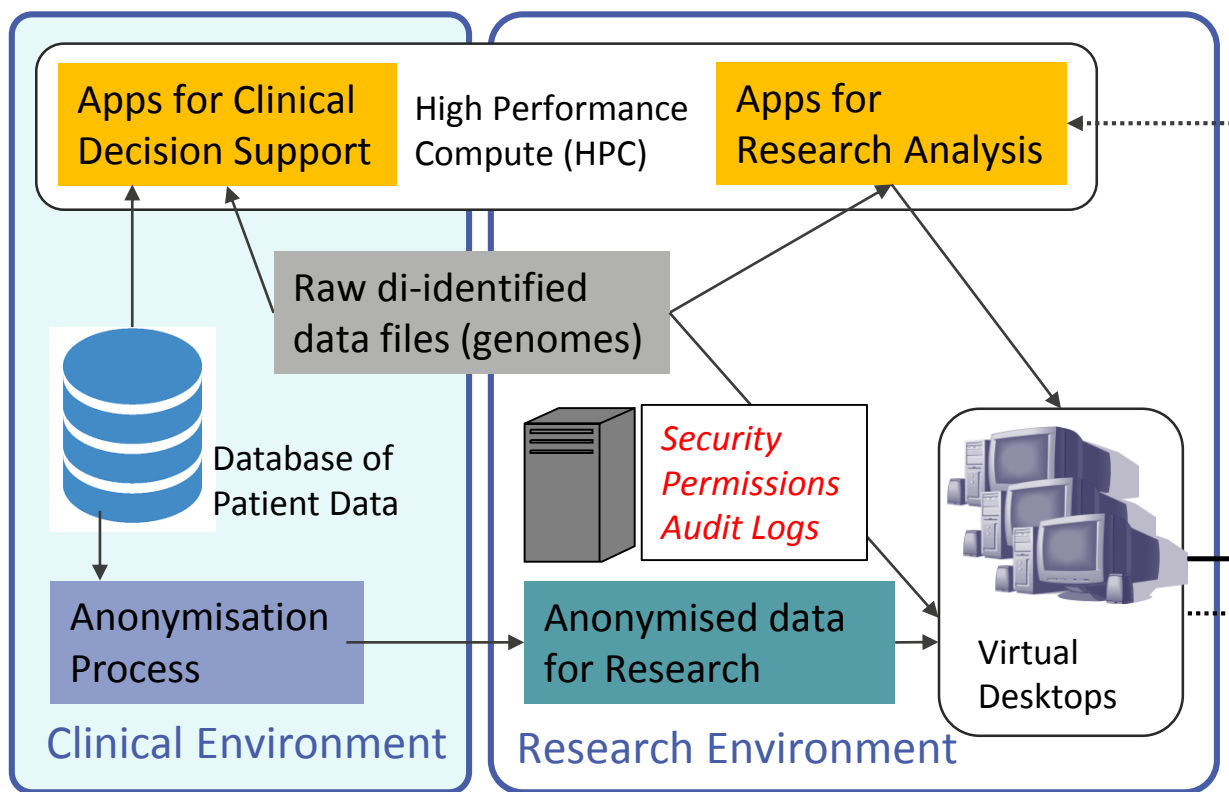 Apps for Clinical
Decision Support
High Performance
Compute (HPC)
Apps for
Research Analysis
Raw di-identified
data files (genomes)
Database of
Patient Data
Security
Permissions
Audit Logs
Anonymisation
Process
Anonymised data
for Research
Virtual
Desktops
Clinical Environment
Research Environment